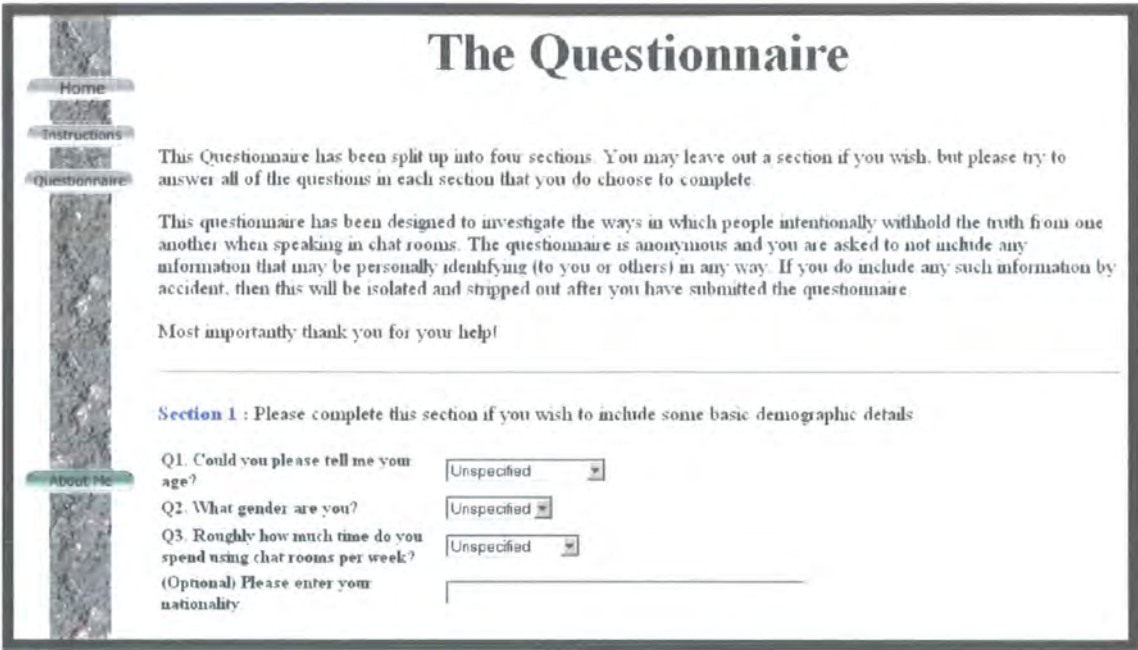 The Questionnaire
Home
Instructions
Questionnaire
This Questionnaire has been split up into four sections. You may leave out a section if you wish, but please try to
answer all of the questions in each section that you do choose to complete
This questionnaire has been designed to investigate the ways in which people intentionally withhold the truth from one
another when speaking in chat rooms. The questionnaire is anonymous and you are asked to not include any
information that may be personally identifying (to you or others) in any way. If you do include any such information by
accident, then this will be isolated and stripped out after you have submitted the questionnaire
Most importantly thank you for your help!
Section 1 : Please complete this section if you wish to include some basic demographic details
Q1. Could you please tell me your
age?
Unspecified
About Me
Q2. What gender are you?
Unspecified
Q3. Roughly how much time do you
spend using chat rooms per week?
Unspecified
(Optional) Please enter your
nationality